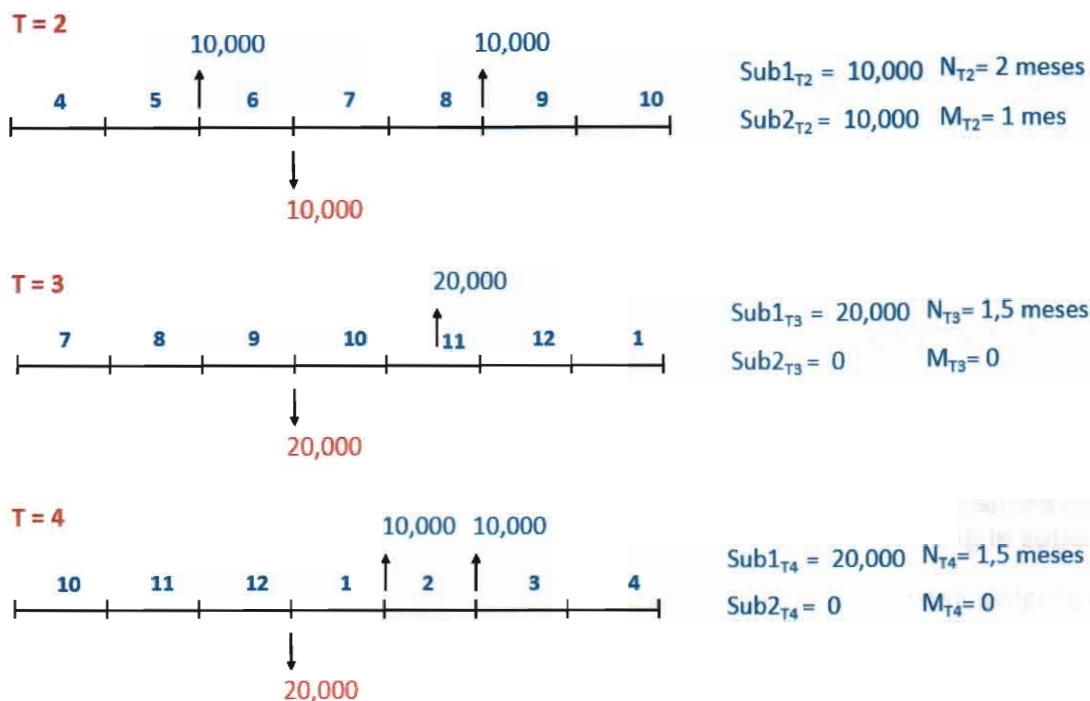 T = 2
10,000 10,000
4 5 6 7 8 9 10
10,000
Sub1T2 = 10,000 NT2= 2 meses
Sub2T2 = 10,000 MT2= 1 mes
T = 3
20,000
7 8 9 10 11 12 1
20,000
Sub1T3 = 20,000 NT3= 1,5 meses
Sub2T3 = 0 MT3= 0
T = 4
10,000 10,000
10 11 12 1 2 3 4
20,000
Sub1T4 = 20,000 NT4= 1,5 meses
Sub2T4 = 0 MT4= 0